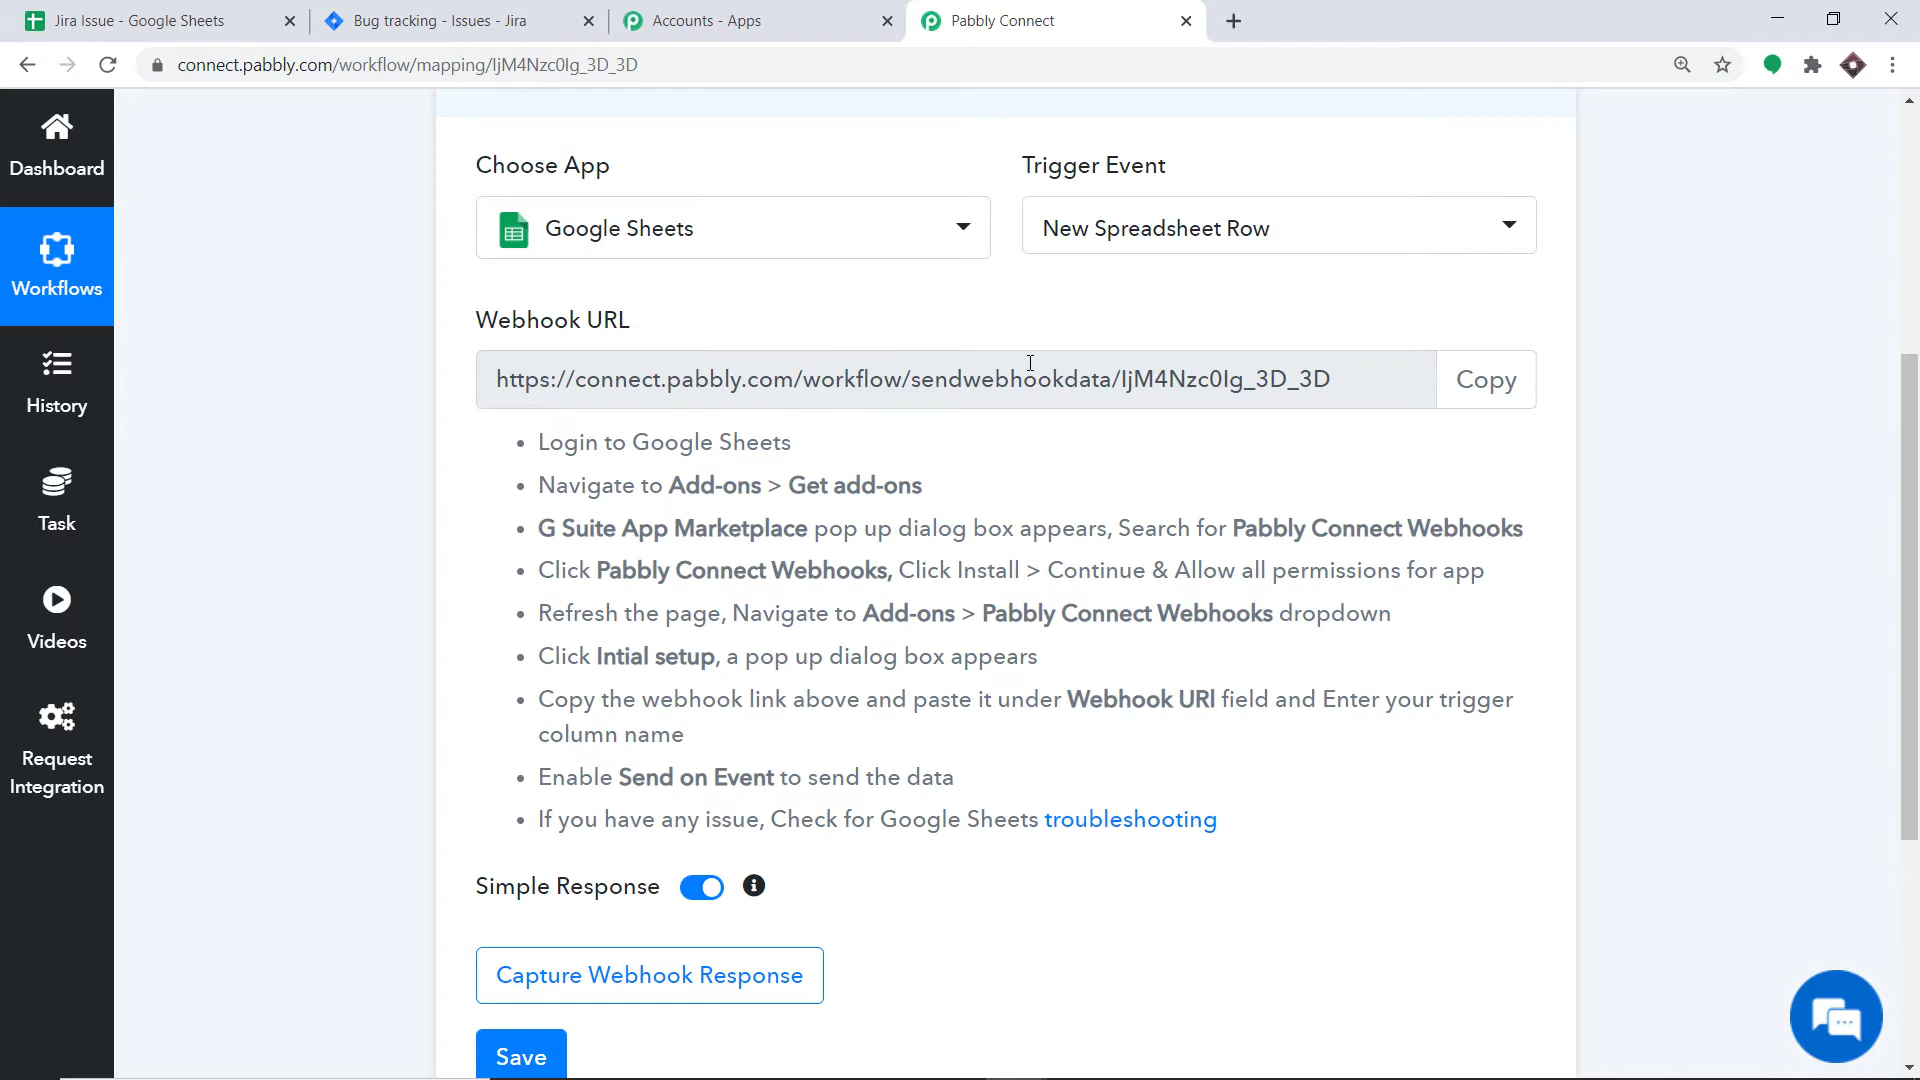 Jira Issue - Google Sheets
Bug tracking - Issues - Jira
Accounts - Apps
Pabbly Connect
connect.pabbly.com/workflow/mapping/IjM4Nzc0Ig_3D_3D
Dashboard
Workflows
History
Task
Videos
Request
Integration
Choose App
Trigger Event
Google Sheets
New Spreadsheet Row
Webhook URL
https://connect.pabbly.com/workflow/sendwebhookdata/IjM4Nzc0Ig_3D_3D
Copy
• Login to Google Sheets
• Navigate to Add-ons > Get add-ons
• G Suite App Marketplace pop up dialog box appears, Search for Pabbly Connect Webhooks
• Click Pabbly Connect Webhooks, Click Install > Continue & Allow all permissions for app
• Refresh the page, Navigate to Add-ons > Pabbly Connect Webhooks dropdown
• Click Intial setup, a pop up dialog box appears
• Copy the webhook link above and paste it under Webhook URl field and Enter your trigger
column name
• Enable Send on Event to send the data
• If you have any issue, Check for Google Sheets troubleshooting
Simple Response
Capture Webhook Response
Save